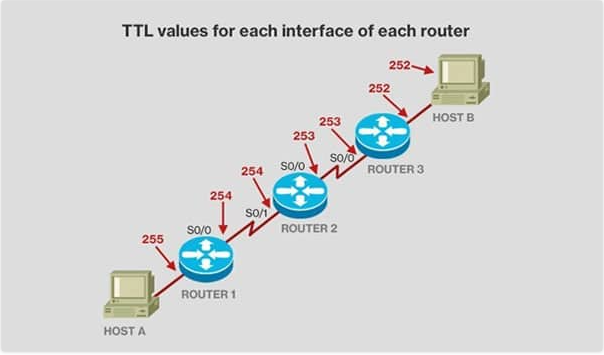 TTL values for each interface of each router
252
252
HOST B
253
253
S0/0
ROUTER 3
254
S0/0
254
S0/1
ROUTER 2
255
S0/0
ROUTER 1
HOST A